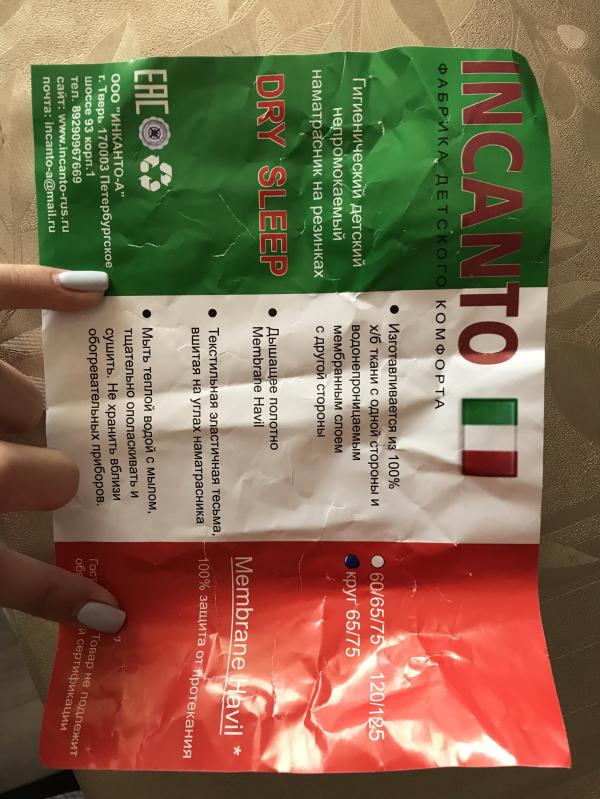 INCANTO
ФАБРИКА ДЕТСКОГО КОМФОРТА
Гигиенический детский
непромокаемый
наматрасник на резинках
DRY SLEEP
EAC
ООО "ИНКАНТО-А"
г. Тверь 170003 Петербургское
шоссе 93 корп.1
тел. 89290967669
сайт: www.incanto-rus.ru
почта: incanto-a@mail.ru
• Изготавливается из 100%
х/б ткани с одной стороны и
водонепроницаемым
мембранным слоем
с другой стороны
• Дышащее полотно
Membrane Havil
• Текстильная эластичная тесьма,
вшитая на углах наматрасника
• Мыть теплой водой с мылом,
тщательно ополаскивать и
сушить. Не хранить вблизи
обогревательных приборов.
60/65/75 120/125
круг 65/75
Membrane Havil *
100% защита от протекания
Товар не подлежит
сертификации